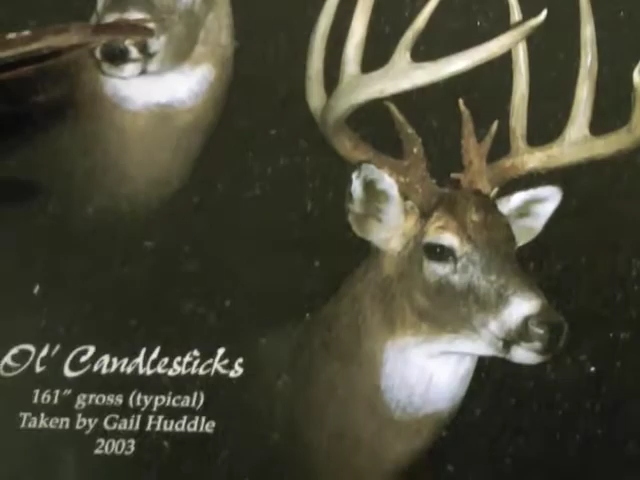 Ol' Candlesticks
161" gross (typical)
Taken by Gail Huddle
2003